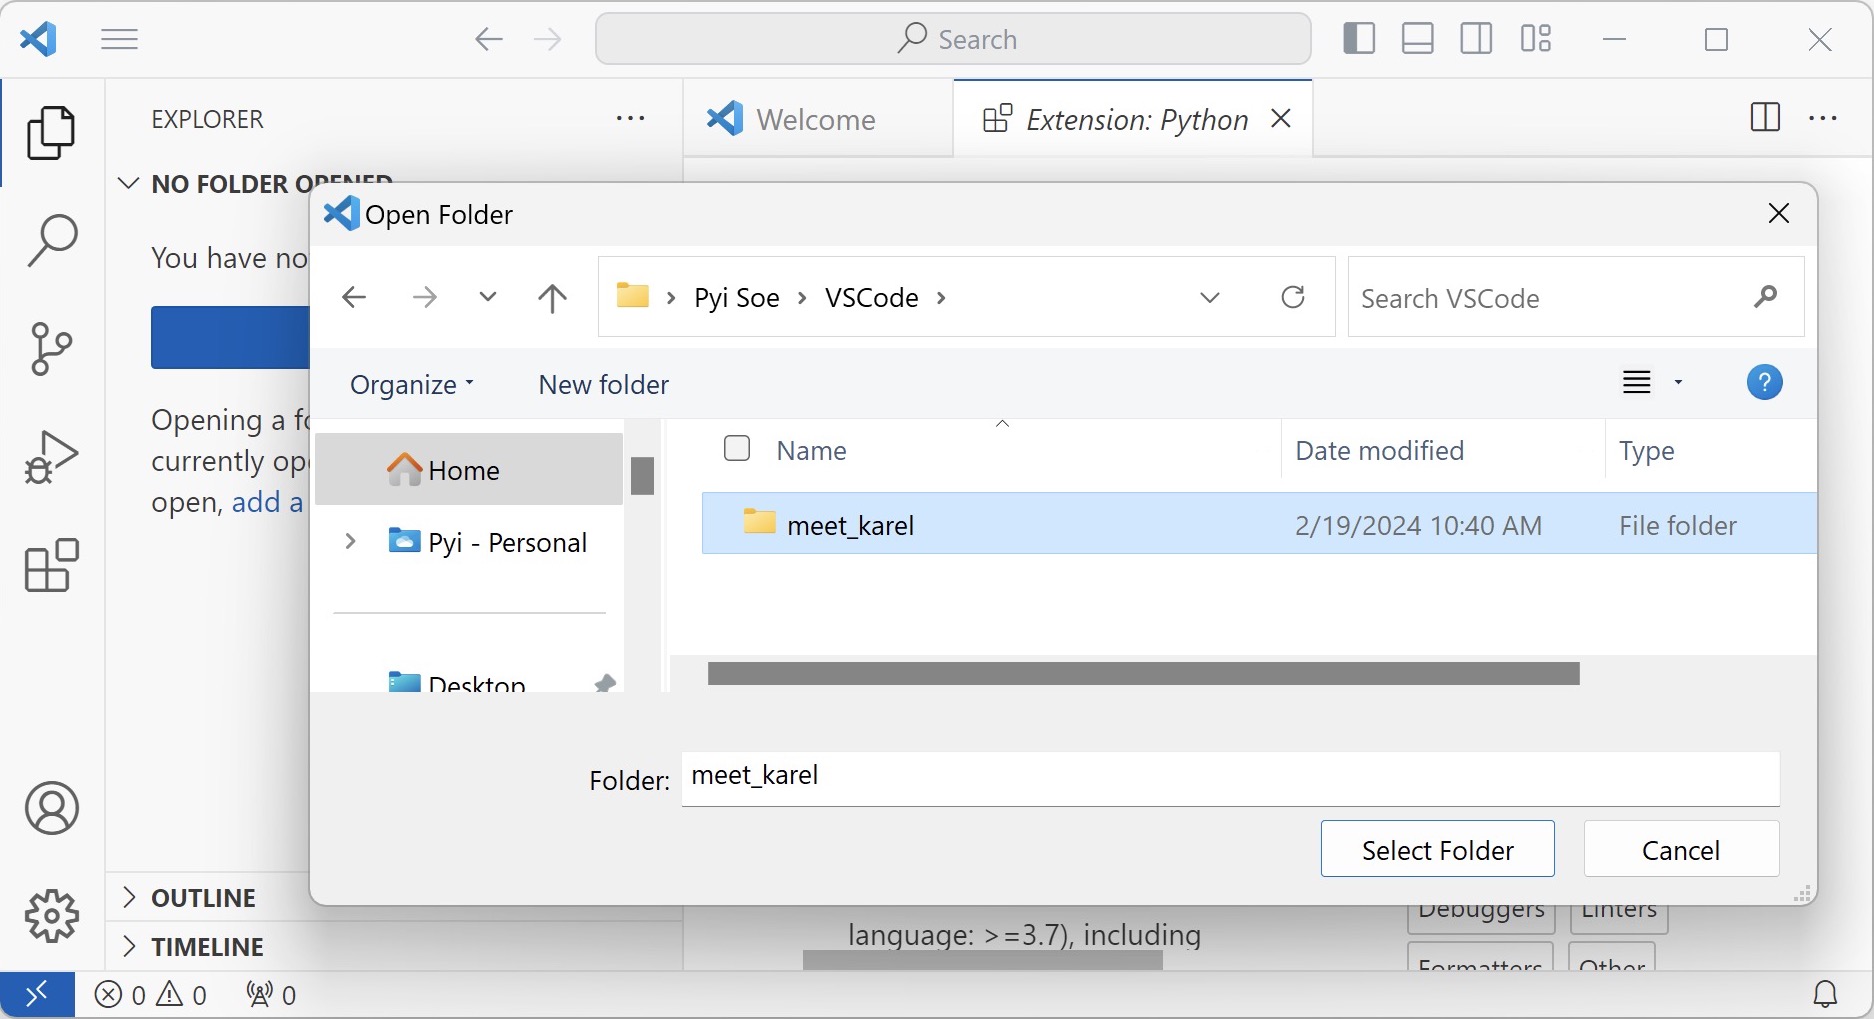 Search
EXPLORER
Welcome
Extension: Python
NO FOLDER OPENED
Open Folder
You have no
Pyi Soe
VSCode
Search VSCode
Organize
New folder
Opening a fo
currently ope
open, add a
Home
Pyi - Personal
Desktop
Name
Date modified
Type
meet_karel
2/19/2024 10:40 AM
File folder
Folder:
meet_karel
Select Folder
Cancel
OUTLINE
TIMELINE
language: >=3.7), including
Debuggers
Linters
Formatters
Other
0
0
0